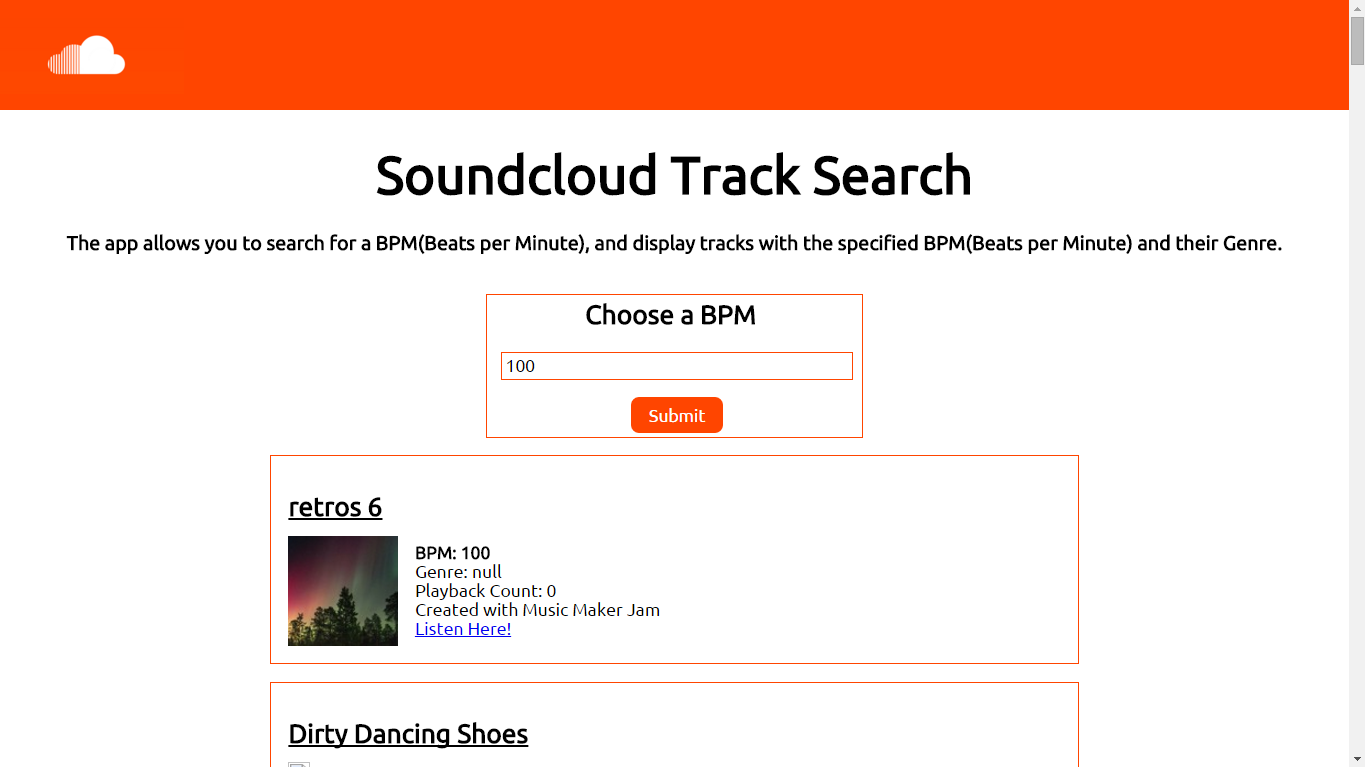 Soundcloud Track Search
The app allows you to search for a BPM(Beats per Minute), and display tracks with the specified BPM(Beats per Minute) and their Genre.
Choose a BPM
100
Submit
retros 6
BPM: 100
Genre: null
Playback Count: 0
Created with Music Maker Jam
Listen Here!
Dirty Dancing Shoes